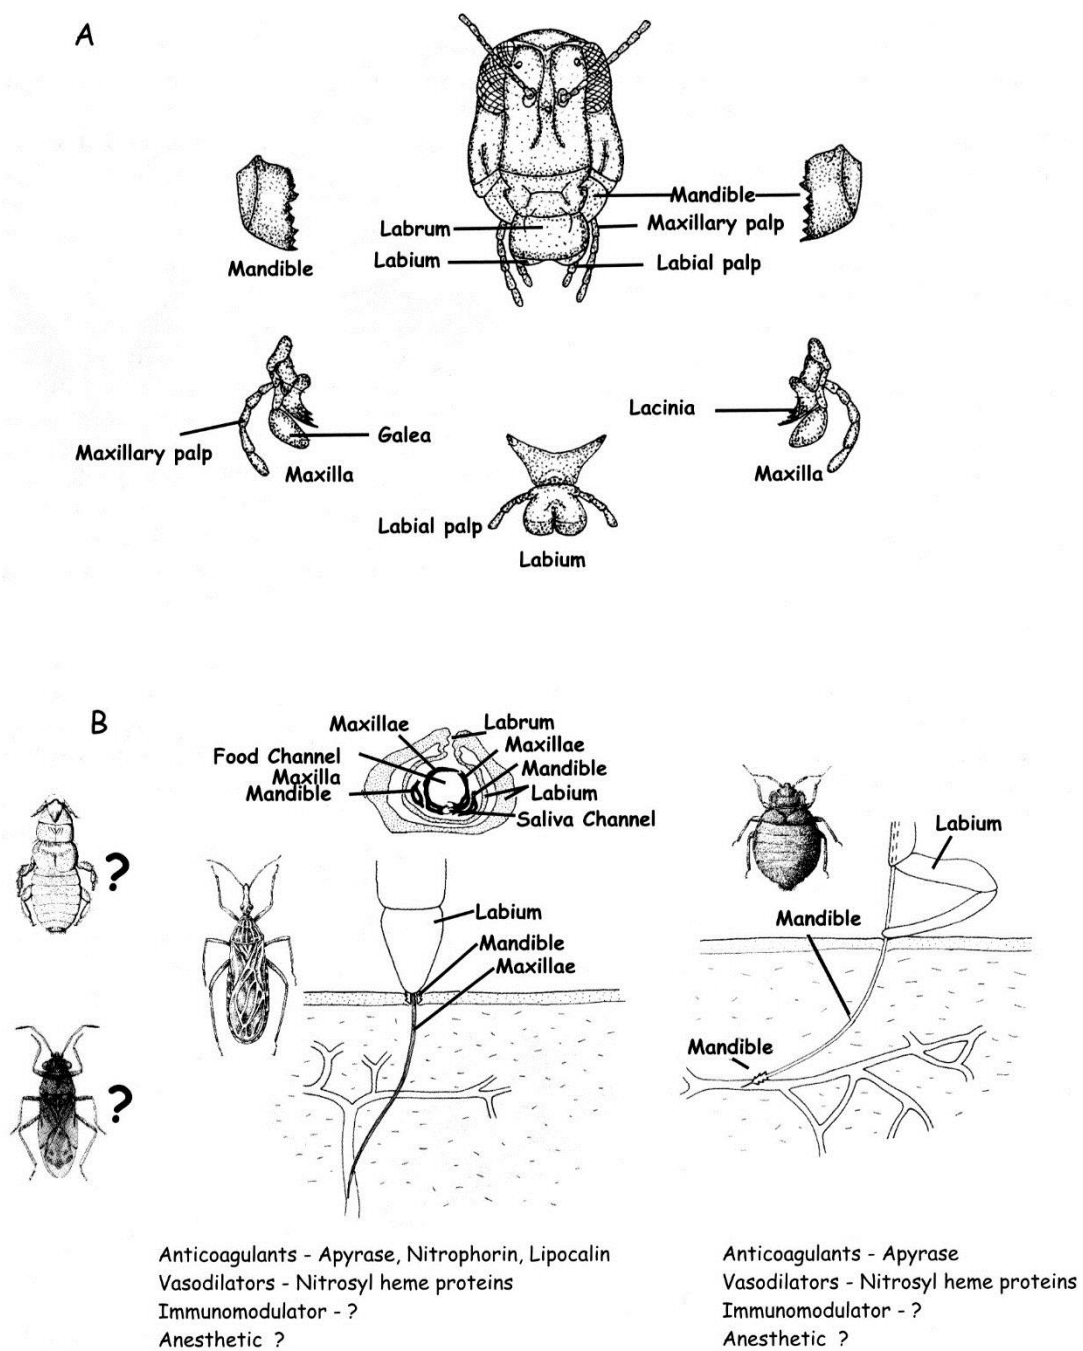 A
Mandible
Labrum
Maxillary palp
Labium
Labial palp
Mandible
Lacinia
Galea
Maxillary palp
Maxilla
Maxilla
Labial palp
Labium
B
Maxillae
Labrum
Maxillae
Food Channel
Maxilla
Mandible
Mandible
Labium
Saliva Channel
?
Labium
Labium
Mandible
Mandible
Maxillae
Mandible
?
Anticoagulants - Apyrase, Nitrophorin, Lipocalin
Vasodilators - Nitrosyl heme proteins
Immunomodulator - ?
Anesthetic ?
Anticoagulants - Apyrase
Vasodilators - Nitrosyl heme proteins
Immunomodulator - ?
Anesthetic ?